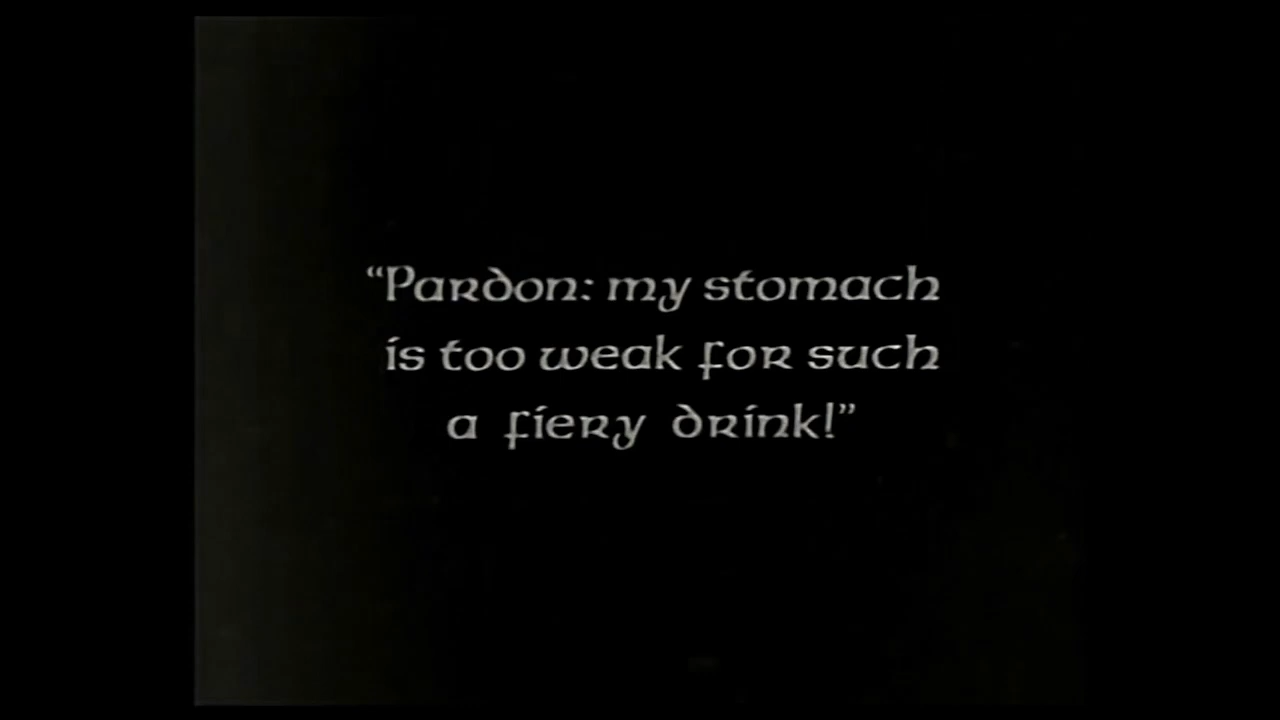 “Pardon: my stomach
is too weak for such
a fiery drink!”